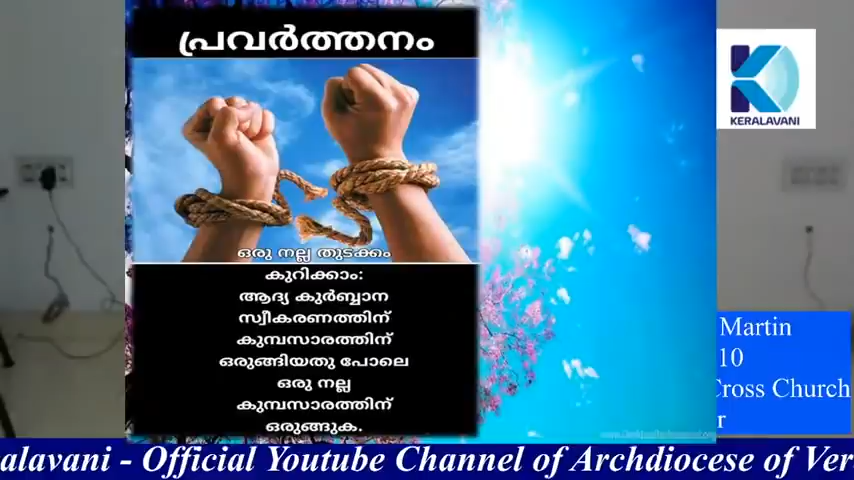 പ്രവർത്തനം
ഒരു നല്ല തുടക്കം
കുറിക്കാം:
ആദ്യ കുർബ്ബാന
സ്വീകരണത്തിന്
കുമ്പസാരത്തിന്
ഒരുങ്ങിയതു പോലെ
ഒരു നല്ല
കുമ്പസാരത്തിന്
ഒരുങ്ങുക.
KERALAVANI
Martin
10
Cross Church
r
alavani - Official Youtube Channel of Archdiocese of Ver